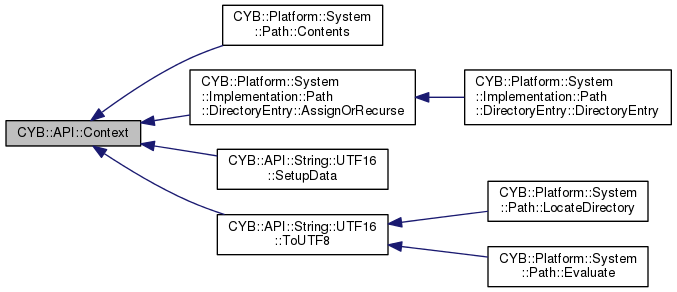 CYB::Platform::System
::Path::Contents
CYB::Platform::System
::Implementation::Path
::DirectoryEntry::AssignOrRecurse
CYB::Platform::System
::Implementation::Path
::DirectoryEntry::DirectoryEntry
CYB::API::Context
CYB::API::String::UTF16
::SetupData
CYB::API::String::UTF16
::ToUTF8
CYB::Platform::System
::Path::LocateDirectory
CYB::Platform::System
::Path::Evaluate